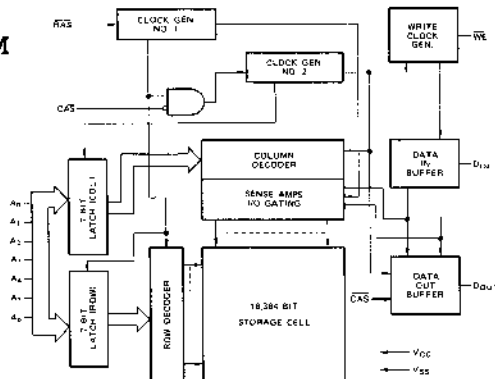 M
RAS
CLOCK GEN
NO. 1
CLOCK GEN
NO. 2
CAS
WRITE
CLOCK
GEN.
WE
COLUMN
DECODER
SENSE AMPS
I/O GATING
DATA
IN
BUFFER
DIN
7 BIT
LATCH (COL)
A0
A1
A2
A3
A4
A5
A6
7 BIT
LATCH (ROW)
ROW DECODER
16,384 BIT
STORAGE CELL
DATA
OUT
BUFFER
DOUT
CAS
VCC
VSS